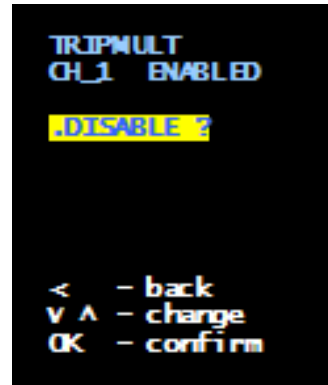 TRIPMULT
CH_1 ENABLED
.DISABLE ?
< - back
v ʌ - change
OK - confirm